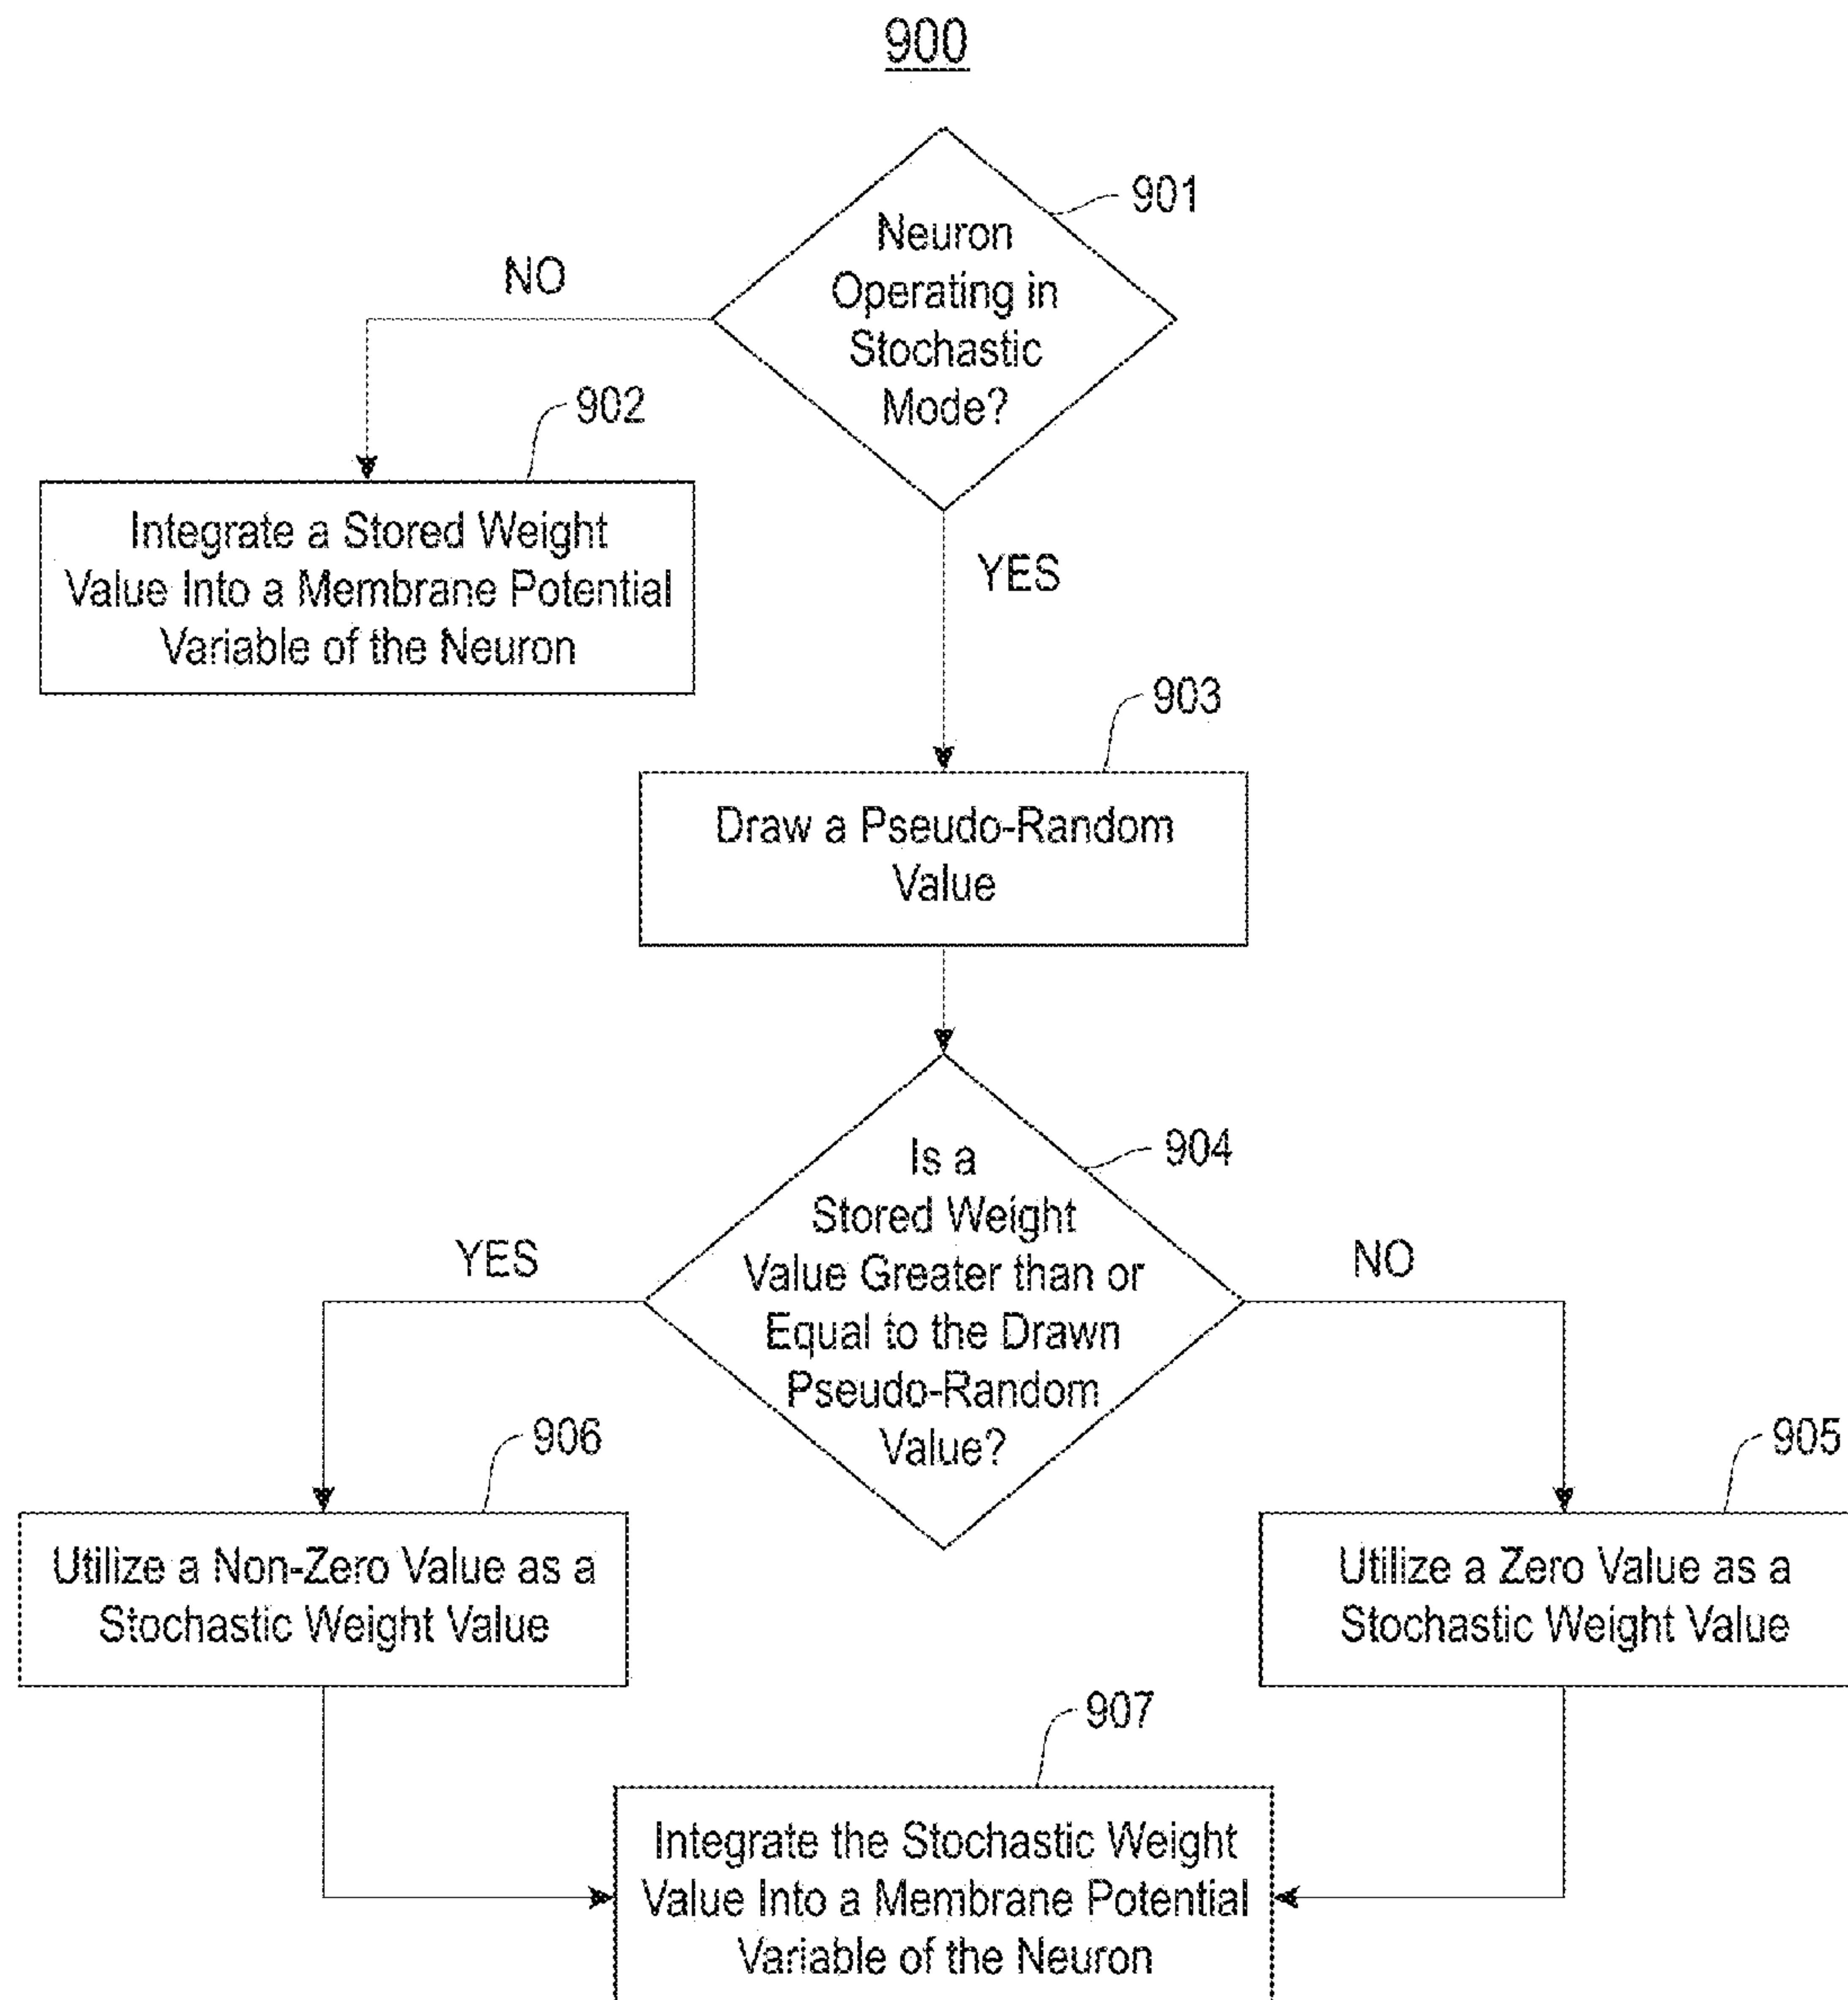 900
901
Neuron
Operating in
Stochastic
Mode?
NO
902
Integrate a Stored Weight
Value Into a Membrane Potential
Variable of the Neuron
YES
903
Draw a Pseudo-Random
Value
904
Is a
Stored Weight
Value Greater than or
Equal to the Drawn
Pseudo-Random
Value?
YES
NO
906
Utilize a Non-Zero Value as a
Stochastic Weight Value
905
Utilize a Zero Value as a
Stochastic Weight Value
907
Integrate the Stochastic Weight
Value Into a Membrane Potential
Variable of the Neuron